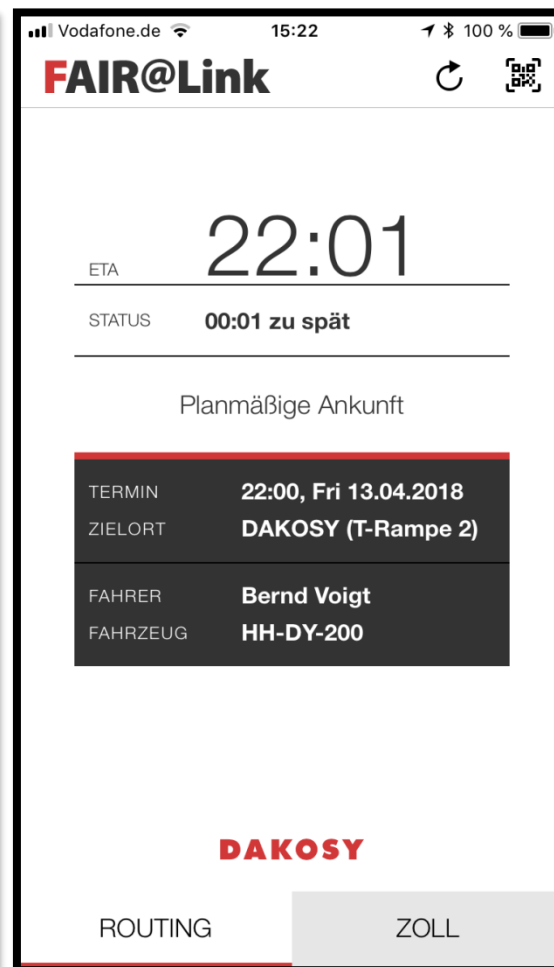 Vodafone.de 15:22 100 %
FAIR@Link
ETA 22:01
STATUS 00:01 zu spät
Planmäßige Ankunft
TERMIN 22:00, Fri 13.04.2018
ZIELORT DAKOSY (T-Rampe 2)
FAHRER Bernd Voigt
FAHRZEUG HH-DY-200
DAKOSY
ROUTING ZOLL